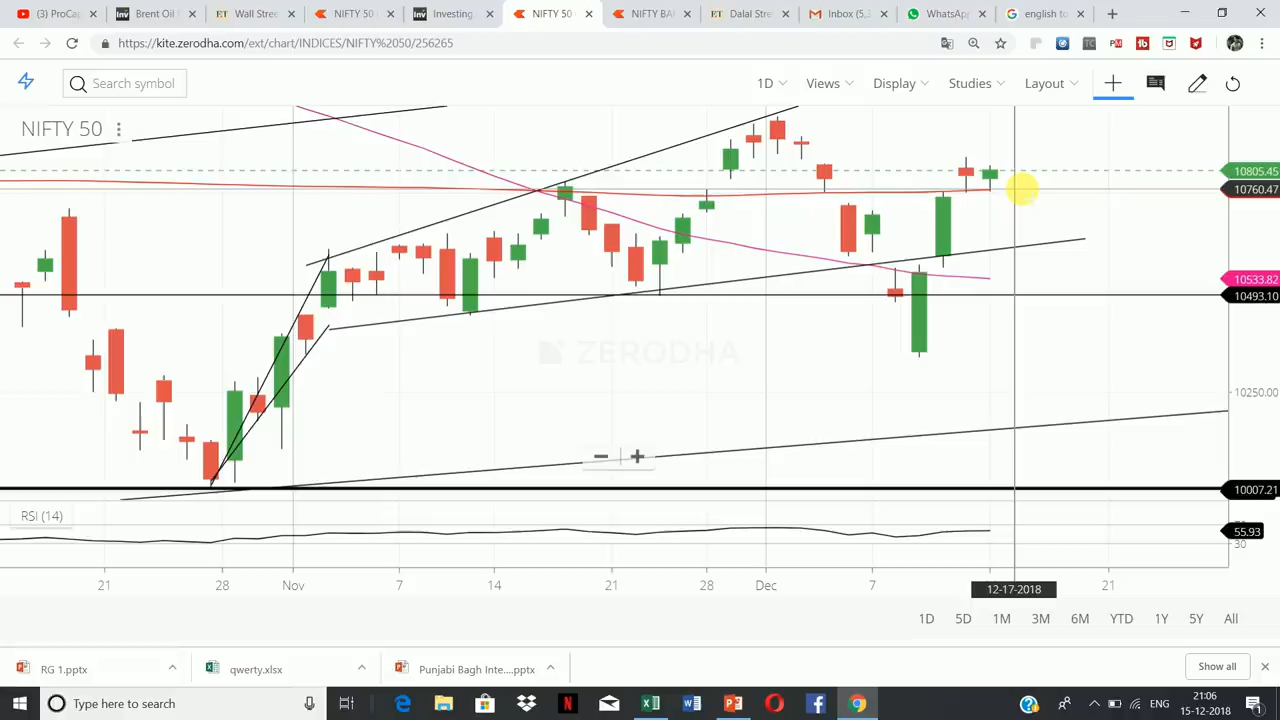 ProCap
Brent Oil F
Wall Stree
NIFTY 50
Investing
NIFTY 50
NIFTY BA
Dalal Stre
Inbox (5,3
WhatsApp
english to
https://kite.zerodha.com/ext/chart/INDICES/NIFTY%2050/256265
Search symbol
1D
Views
Display
Studies
Layout
NIFTY 50
10805.45
10760.47
10533.82
10493.10
ZERODHA
10250.00
10007.21
RSI (14)
55.93
30
21
28
Nov
7
14
21
28
Dec
7
21
12-17-2018
1D
5D
1M
3M
6M
YTD
1Y
5Y
All
RG 1.pptx
qwerty.xlsx
Punjabi Bagh Inte....pptx
Show all
Type here to search
ENG
21:06
15-12-2018